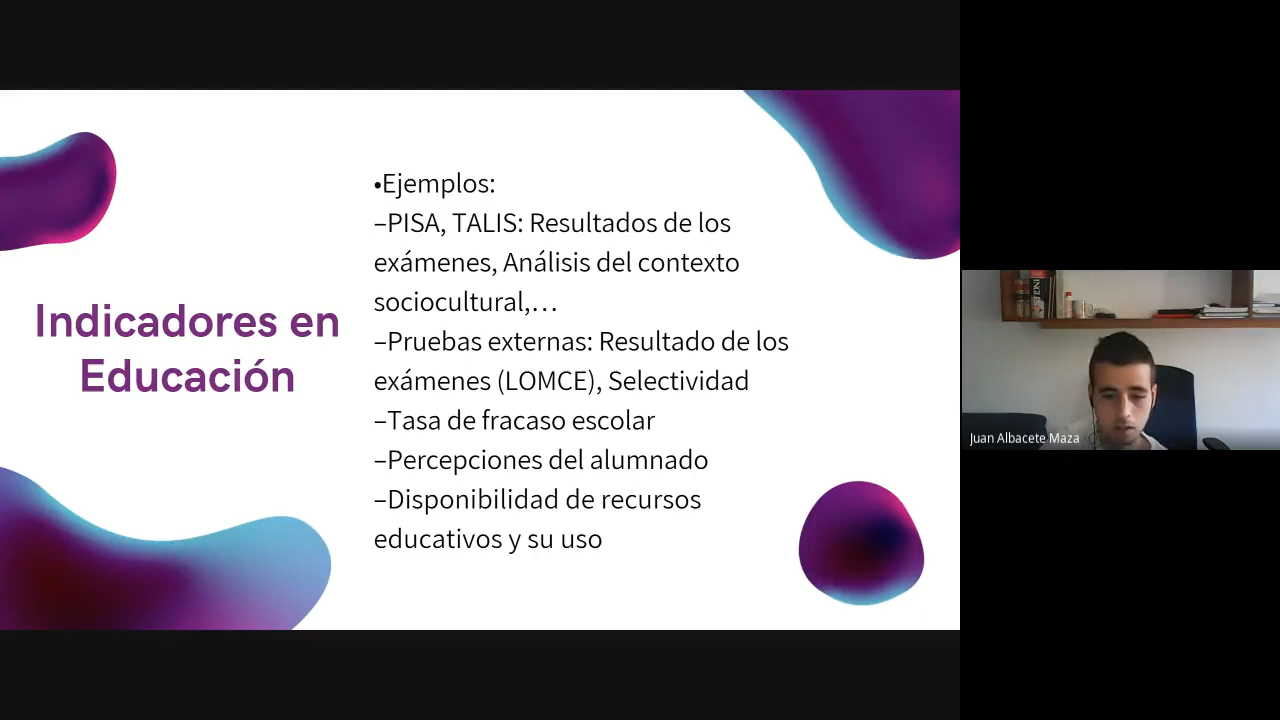 Indicadores en
Educación
•Ejemplos:
–PISA, TALIS: Resultados de los
exámenes, Análisis del contexto
sociocultural,…
–Pruebas externas: Resultado de los
exámenes (LOMCE), Selectividad
–Tasa de fracaso escolar
–Percepciones del alumnado
–Disponibilidad de recursos
educativos y su uso
Juan Albacete Maza